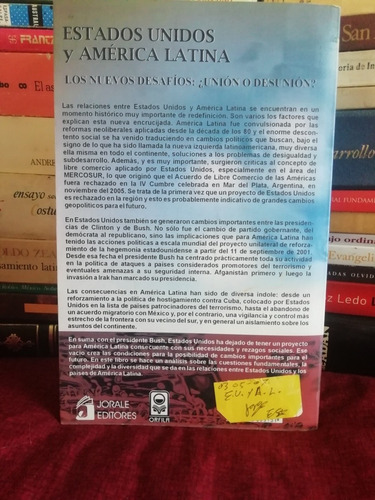 ESTADOS UNIDOS
y AMÉRICA LATINA
LOS NUEVOS DESAFÍOS: ¿UNIÓN O DESUNIÓN?
Las relaciones entre Estados Unidos y América Latina se encuentran en un
momento histórico muy importante de redefinición. Son varios los factores que
explican esta nueva encrucijada. América Latina fue convulsionada por las
reformas neoliberales aplicadas desde la década de los 80 y el enorme descon-
tento social se ha venido traduciendo en cambios políticos que buscan, bajo el
signo de lo que ha sido llamada la nueva izquierda latinoamericana, muy diversa
ella misma en todo el continente, soluciones a los problemas de desigualdad y
subdesarrollo. Además, y es muy importante, surgieron críticas al concepto de
libre comercio aplicado por Estados Unidos, especialmente en el área del
MERCOSUR, lo que originó que el Acuerdo de Libre Comercio de las Américas
fuera rechazado en la IV Cumbre celebrada en Mar del Plata, Argentina, en
noviembre del 2005. Se trata de la primera vez que un proyecto de Estados Unidos
es rechazado en la región y esto es probablemente indicativo de grandes cambios
geopolíticos para el futuro.
En Estados Unidos también se generaron cambios importantes entre las presiden-
cias de Clinton y de Bush. No sólo fue el cambio de partido gobernante, del
demócrata al republicano, sino las implicaciones que para América Latina han
tenido las acciones políticas a escala mundial del proyecto unilateral de reforza-
miento de la hegemonía estadounidense a partir del 11 de septiembre de 2001.
Desde esa fecha el presidente Bush ha centrado prácticamente toda su actividad
en la política de ataques a países considerados promotores del terrorismo y
eventuales amenazas a su seguridad interna. Afganistán primero y luego la
invasión a Irak han marcado su presidencia.
Las consecuencias en América Latina han sido de diversa índole: desde un
reforzamiento a la política de hostigamiento contra Cuba, colocado por Estados
Unidos en la lista de países patrocinadores del terrorismo, hasta el abandono de
un acuerdo migratorio con México y, por el contrario, una vigilancia y control más
estrecho de la frontera con su vecino del sur, y en general un aislamiento sobre los
asuntos del continente.
En suma, con el presidente Bush, Estados Unidos ha dejado de tener un proyecto
para América Latina consecuente con sus necesidades y rezagos sociales. Ese
vacío crea las condiciones para la posibilidad de cambios importantes para el
futuro. En este libro se hace un análisis sobre las cuestiones fundamentales, la
complejidad y la diversidad que se da en las relaciones entre Estados Unidos y los
países de América Latina.
JORALE
EDITORES
ORFILA
E.U. y A.L.
FRANTZ
ANDRE
ensayo
samiento latin
SAN
Evangelio
z Ledo